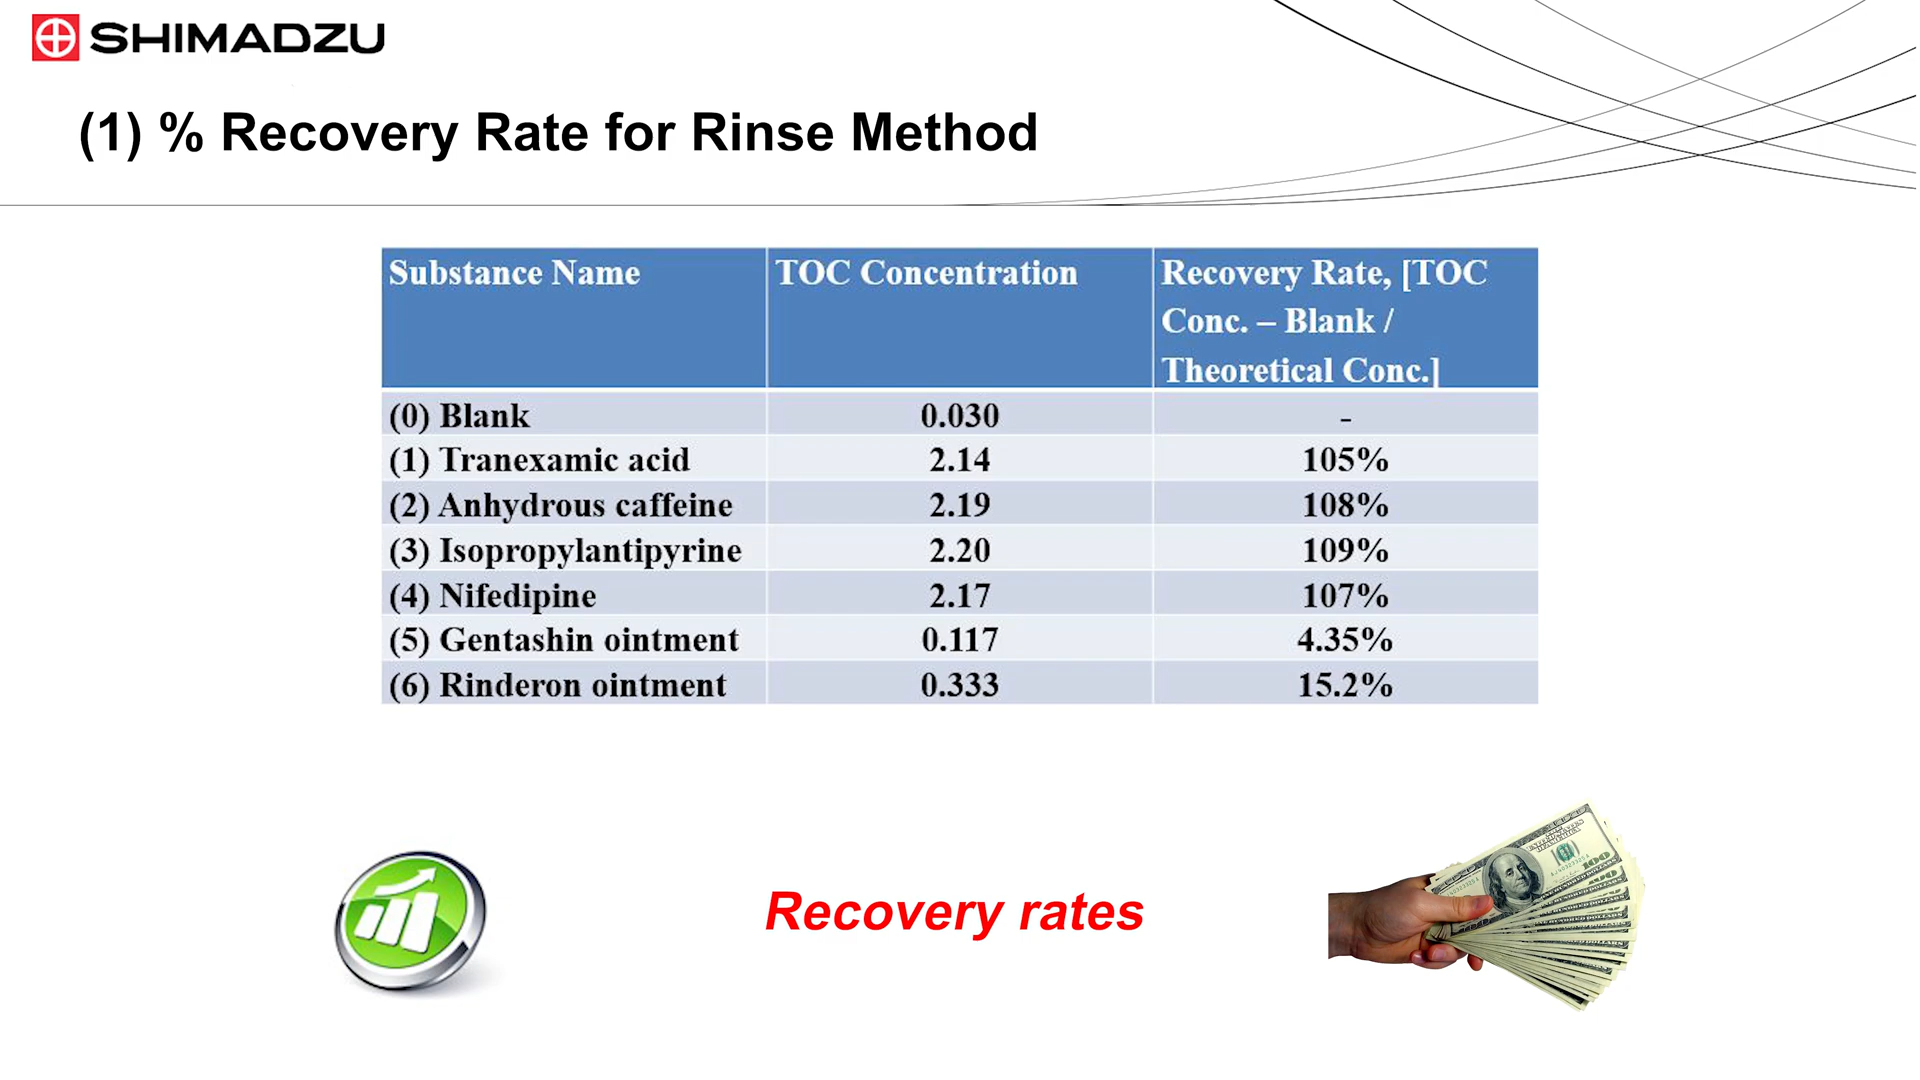 SHIMADZU
(1) % Recovery Rate for Rinse Method
Substance Name TOC Concentration Recovery Rate, [TOC
Conc. – Blank /
Theoretical Conc.]
(0) Blank 0.030 -
(1) Tranexamic acid 2.14 105%
(2) Anhydrous caffeine 2.19 108%
(3) Isopropylantipyrine 2.20 109%
(4) Nifedipine 2.17 107%
(5) Gentashin ointment 0.117 4.35%
(6) Rinderon ointment 0.333 15.2%
Recovery rates
100